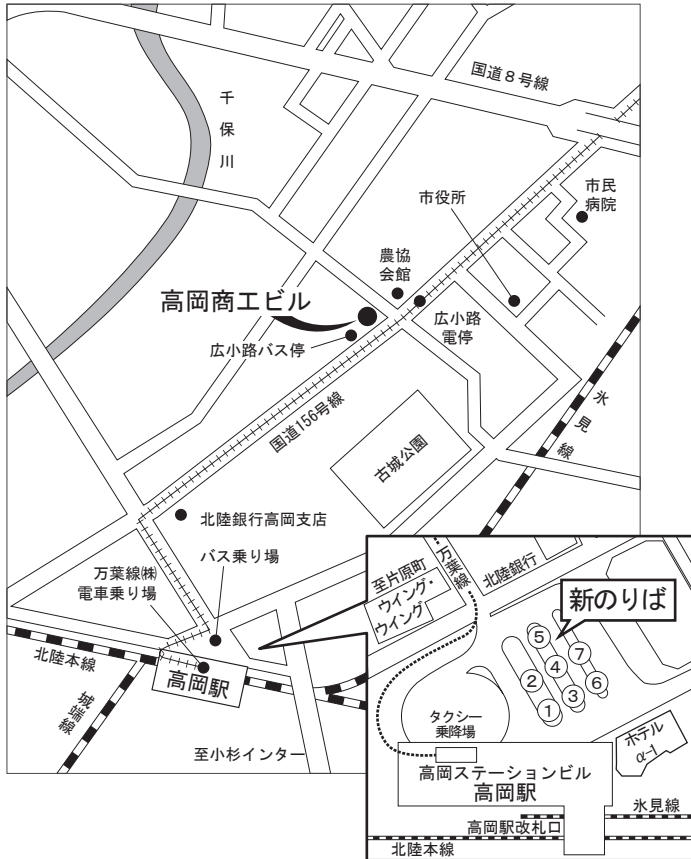 国道8号線
千保川
市民
病院
市役所
農協
会館
高岡商工ビル
広小路
電停
広小路バス停
氷見線
国道156号線
古城公園
北陸銀行高岡支店
バス乗り場
万葉線㈱
電車乗り場
北陸本線
高岡駅
城端線
至小杉インター
至片原町
万葉線
北陸銀行
ウイング・
ウイング
新のりば
⑤
⑦
④
②
⑥
③
①
タクシー
乗降場
ホテル
α-1
高岡ステーションビル
高岡駅
氷見線
高岡駅改札口
北陸本線